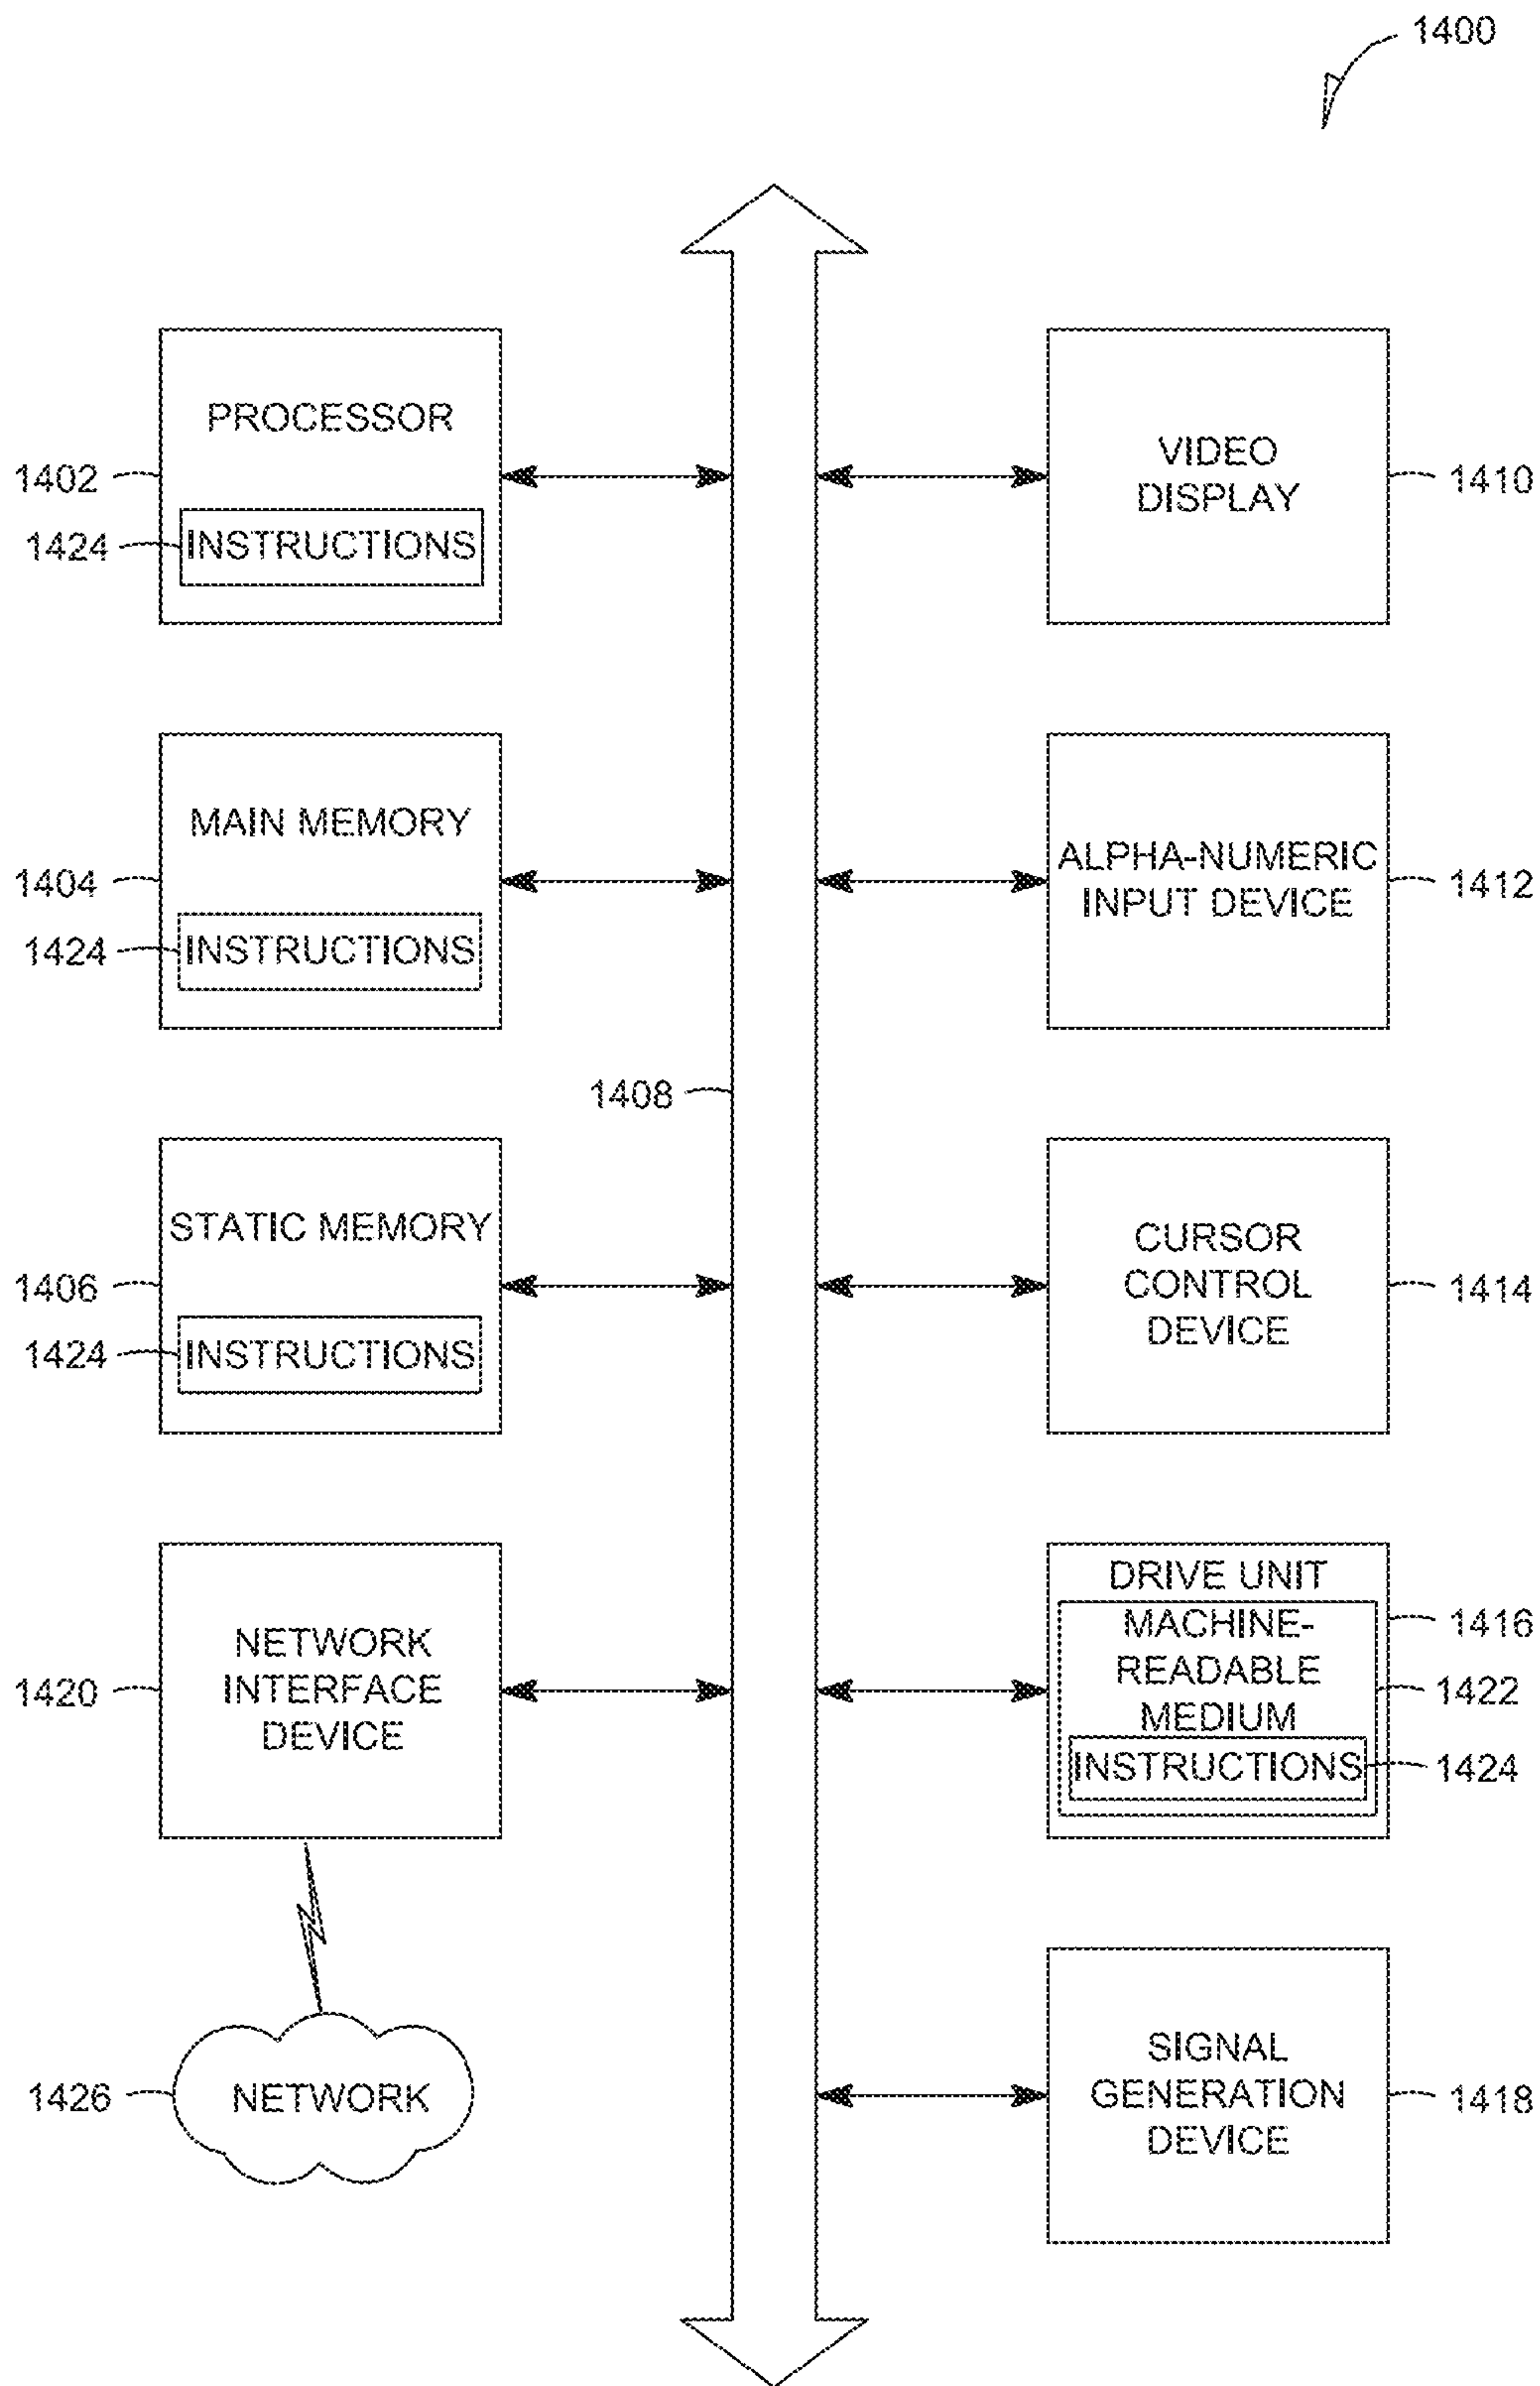 1400
PROCESSOR
1402
1424
INSTRUCTIONS
VIDEO
DISPLAY
1410
MAIN MEMORY
1404
1424
INSTRUCTIONS
ALPHA-NUMERIC
INPUT DEVICE
1412
1408
STATIC MEMORY
1406
1424
INSTRUCTIONS
CURSOR
CONTROL
DEVICE
1414
NETWORK
INTERFACE
DEVICE
1420
DRIVE UNIT
1416
MACHINE-
READABLE
MEDIUM
1422
INSTRUCTIONS
1424
1426
NETWORK
SIGNAL
GENERATION
DEVICE
1418